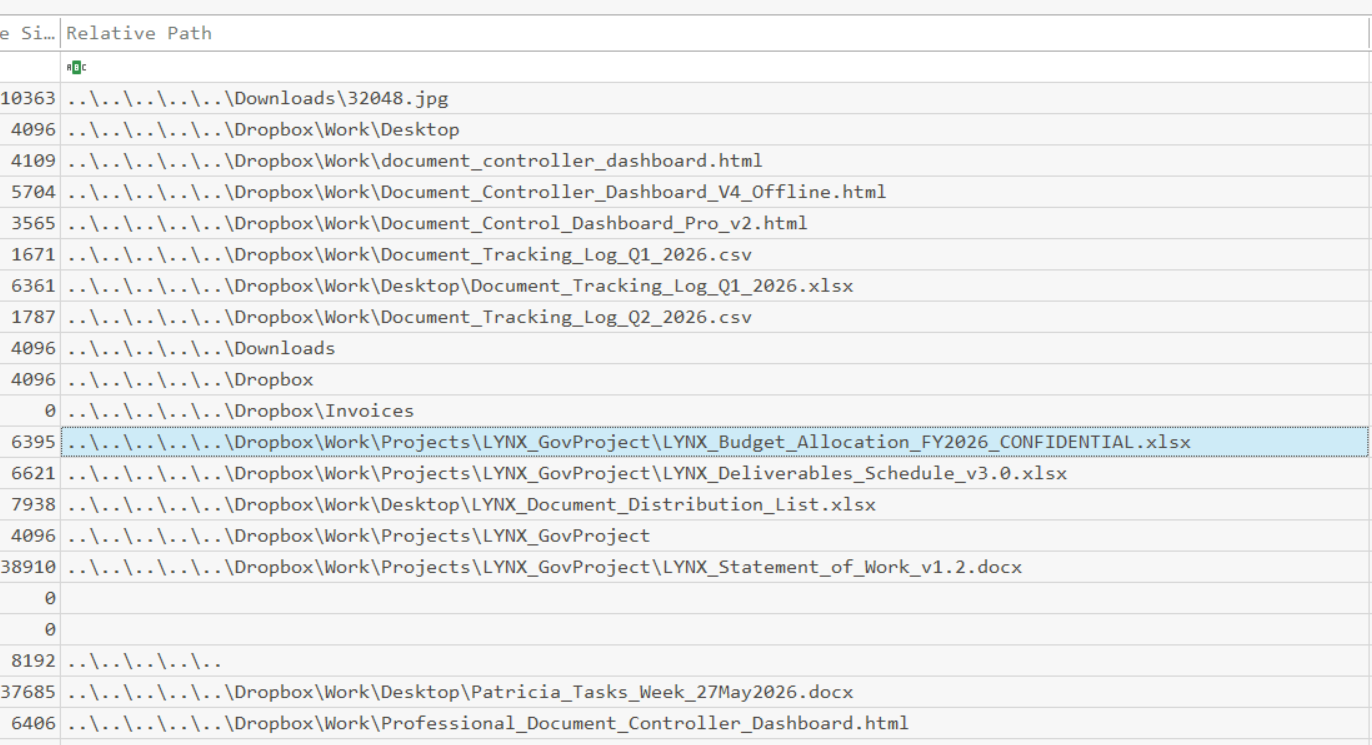 e Si… Relative Path
ABC
10363 ..\..\..\..\..\Downloads\32048.jpg
4096 ..\..\..\..\..\Dropbox\Work\Desktop
4109 ..\..\..\..\..\Dropbox\Work\document_controller_dashboard.html
5704 ..\..\..\..\..\Dropbox\Work\Document_Controller_Dashboard_V4_Offline.html
3565 ..\..\..\..\..\Dropbox\Work\Document_Control_Dashboard_Pro_v2.html
1671 ..\..\..\..\..\Dropbox\Work\Document_Tracking_Log_Q1_2026.csv
6361 ..\..\..\..\..\Dropbox\Work\Desktop\Document_Tracking_Log_Q1_2026.xlsx
1787 ..\..\..\..\..\Dropbox\Work\Document_Tracking_Log_Q2_2026.csv
4096 ..\..\..\..\..\Downloads
4096 ..\..\..\..\..\Dropbox
0 ..\..\..\..\..\Dropbox\Invoices
6395 ..\..\..\..\..\Dropbox\Work\Projects\LYNX_GovProject\LYNX_Budget_Allocation_FY2026_CONFIDENTIAL.xlsx
6621 ..\..\..\..\..\Dropbox\Work\Projects\LYNX_GovProject\LYNX_Deliverables_Schedule_v3.0.xlsx
7938 ..\..\..\..\..\Dropbox\Work\Desktop\LYNX_Document_Distribution_List.xlsx
4096 ..\..\..\..\..\Dropbox\Work\Projects\LYNX_GovProject
38910 ..\..\..\..\..\Dropbox\Work\Projects\LYNX_GovProject\LYNX_Statement_of_Work_v1.2.docx
0
0
8192 ..\..\..\..\..
37685 ..\..\..\..\..\Dropbox\Work\Desktop\Patricia_Tasks_Week_27May2026.docx
6406 ..\..\..\..\..\Dropbox\Work\Professional_Document_Controller_Dashboard.html